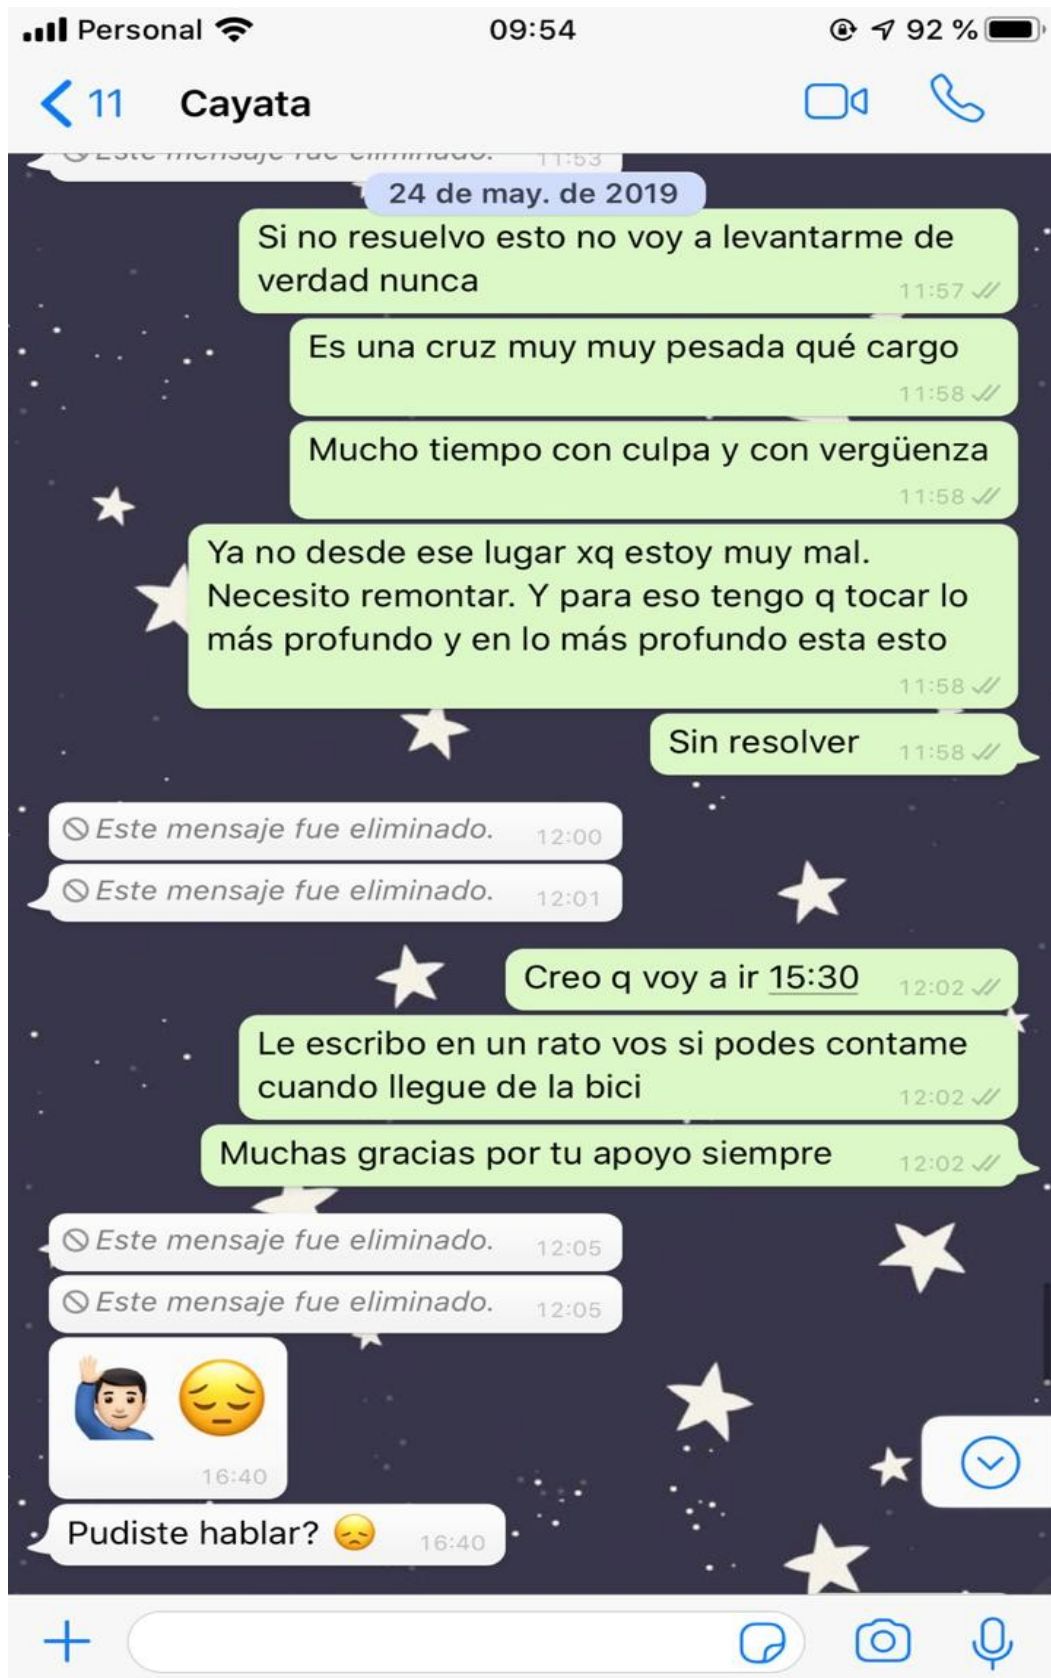 Personal 09:54 92 %
11 Cayata
Este mensaje fue eliminado. 11:53
24 de may. de 2019
Si no resuelvo esto no voy a levantarme de
verdad nunca 11:57
Es una cruz muy muy pesada qué cargo
11:58
Mucho tiempo con culpa y con vergüenza
11:58
Ya no desde ese lugar xq estoy muy mal.
Necesito remontar. Y para eso tengo q tocar lo
más profundo y en lo más profundo esta esto
11:58
Sin resolver 11:58
Este mensaje fue eliminado. 12:00
Este mensaje fue eliminado. 12:01
Creo q voy a ir 15:30 12:02
Le escribo en un rato vos si podes contame
cuando llegue de la bici 12:02
Muchas gracias por tu apoyo siempre 12:02
Este mensaje fue eliminado. 12:05
Este mensaje fue eliminado. 12:05
16:40
Pudiste hablar? 16:40